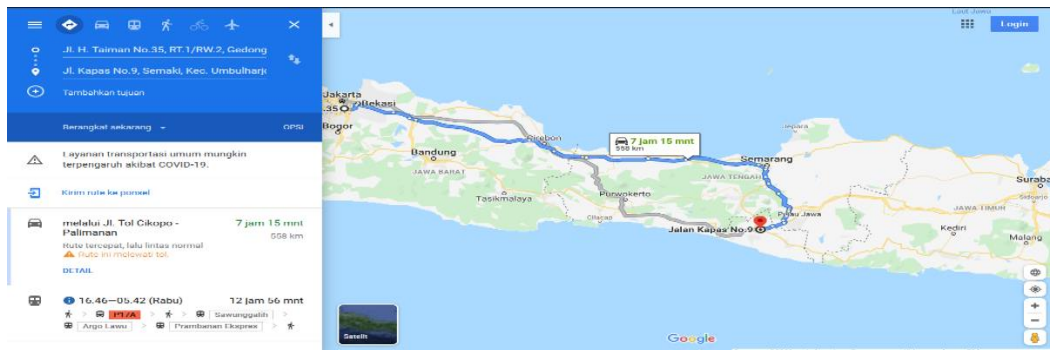 Jl. H. Taiman No.35, RT.1/RW.2, Gedong
Jl. Kapas No.9, Semaki, Kec. Umbulharjo
Tambahkan tujuan
Berangkat sekarang
OPSI
Layanan transportasi umum mungkin
terpengaruh akibat COVID-19.
Kirim rute ke ponsel
melalui Jl. Tol Cikopo -
Palimanan
7 jam 15 mnt
558 km
Rute tercepat, lalu lintas normal
Rute ini melewati tol.
DETAIL
16.46—05.42 (Rabu)
12 jam 56 mnt
Sawunggalih
Argo Lawu
Prambanan Ekspres
Laut Jawa
Login
Jakarta
.35
Bekasi
Bogor
Bandung
JAWA BARAT
Cirebon
7 jam 15 mnt
558 km
Jepara
Semarang
JAWA TENGAH
Tasikmalaya
Purwokerto
Cilacap
Jalan Kapas No.9
Pulau Jawa
Suraba
Sidoarjo
JAWA TIMUR
Kediri
Malang
Satelit
Google